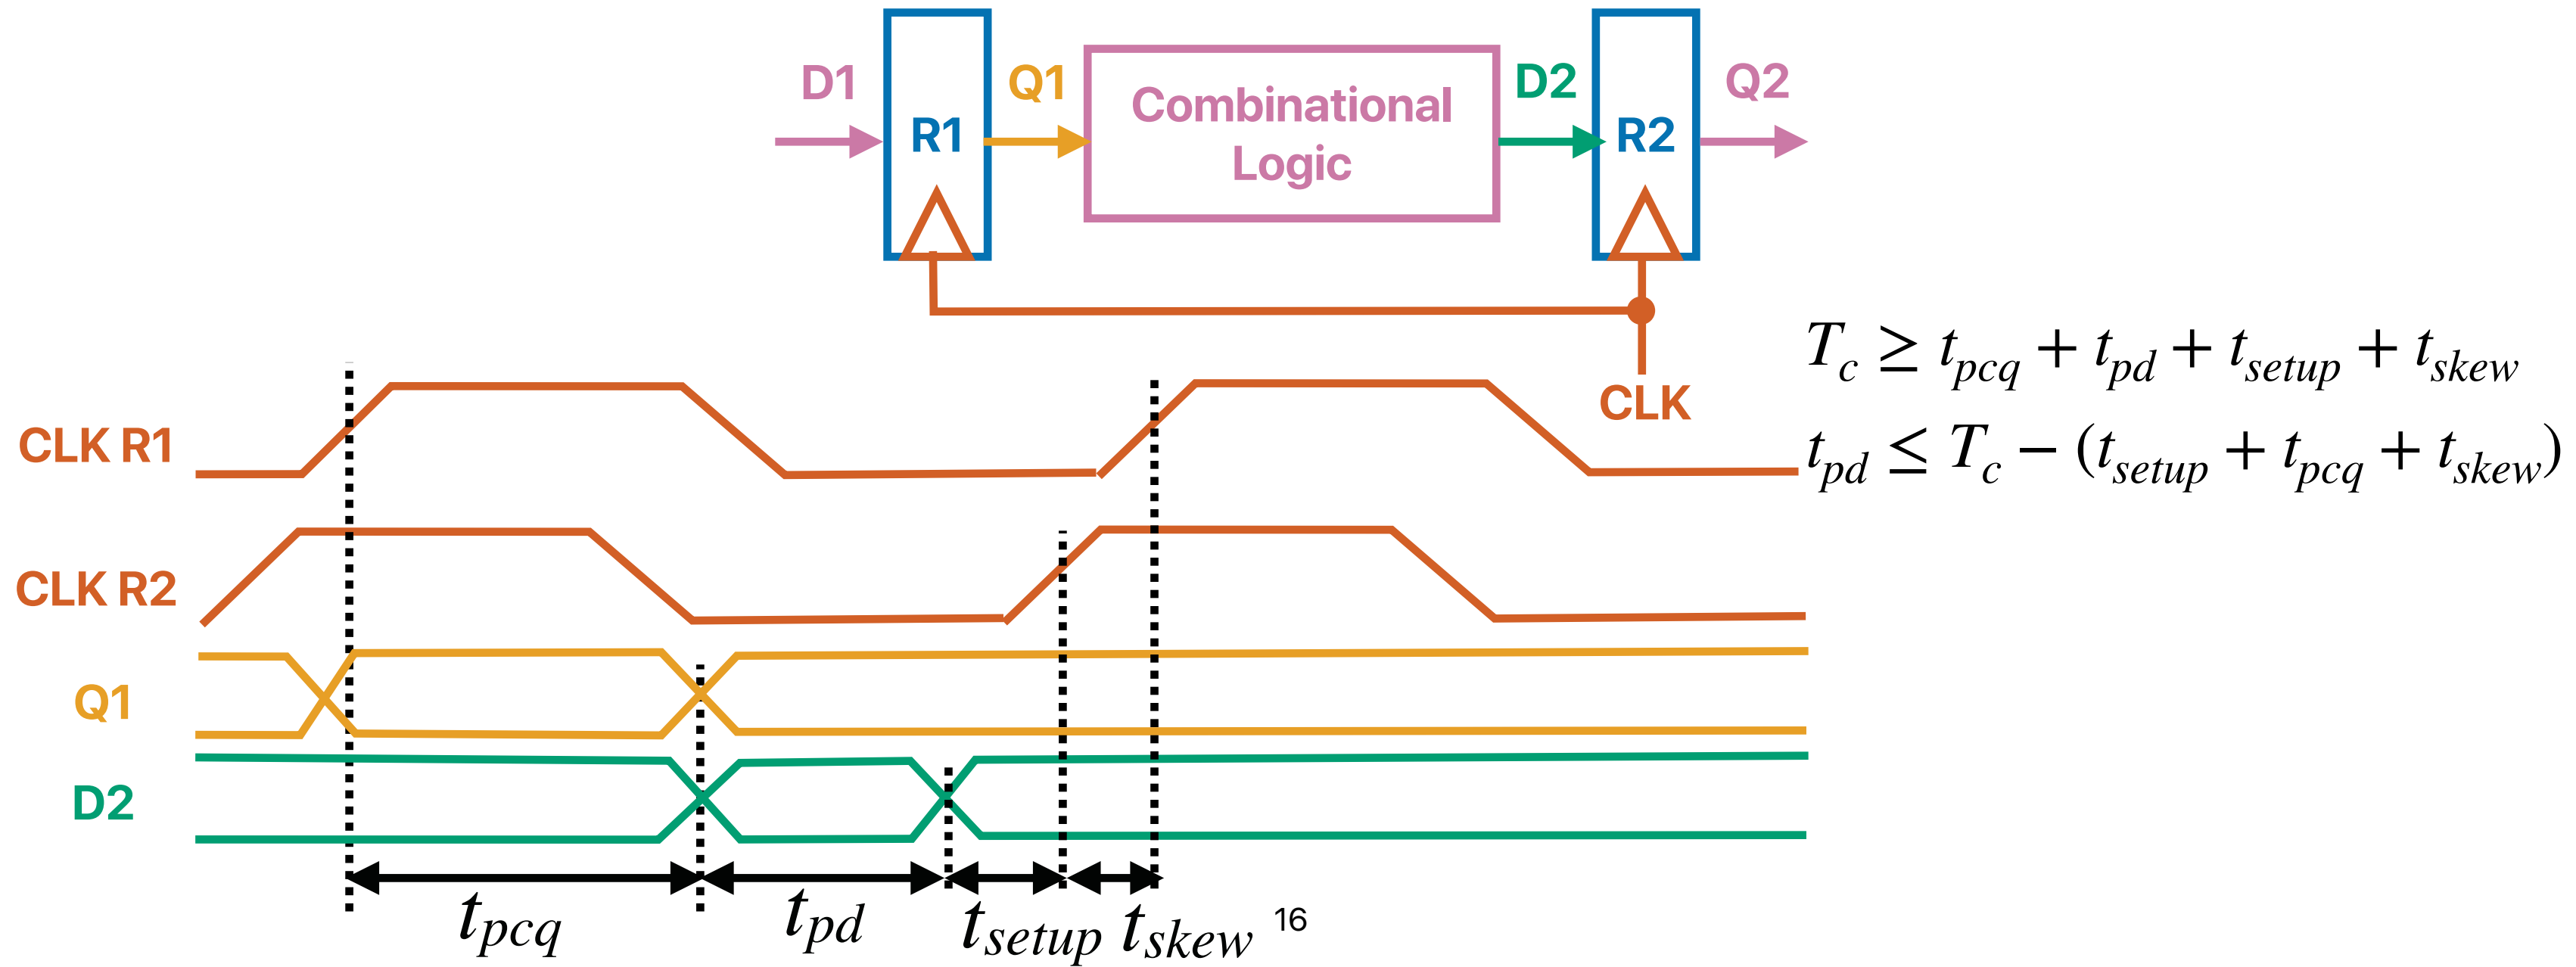 D1
R1
Q1
Combinational
Logic
D2
R2
Q2
CLK
T_c ≥ t_pcq + t_pd + t_setup + t_skew
t_pd ≤ T_c − (t_setup + t_pcq + t_skew)
CLK R1
CLK R2
Q1
D2
t_pcq
t_pd
t_setup
t_skew
16